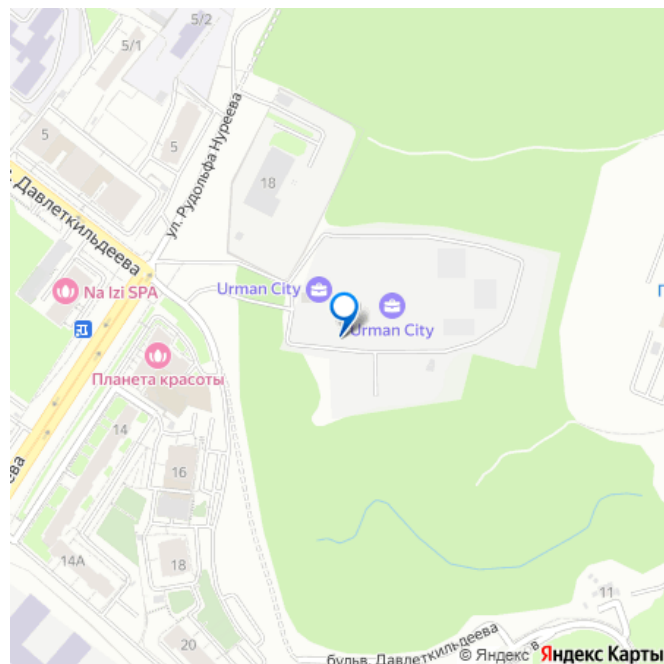 5/2
5/1
5
5
ул. Рудольфа Нуреева
18
. Давлеткильдеева
Urman City
Urman City
Na Izi SPA
П
Планета красоты
14
16
ева
14А
18
20
11
бульв. Давлеткильдеева
в
© Яндекс Яндекс Карты